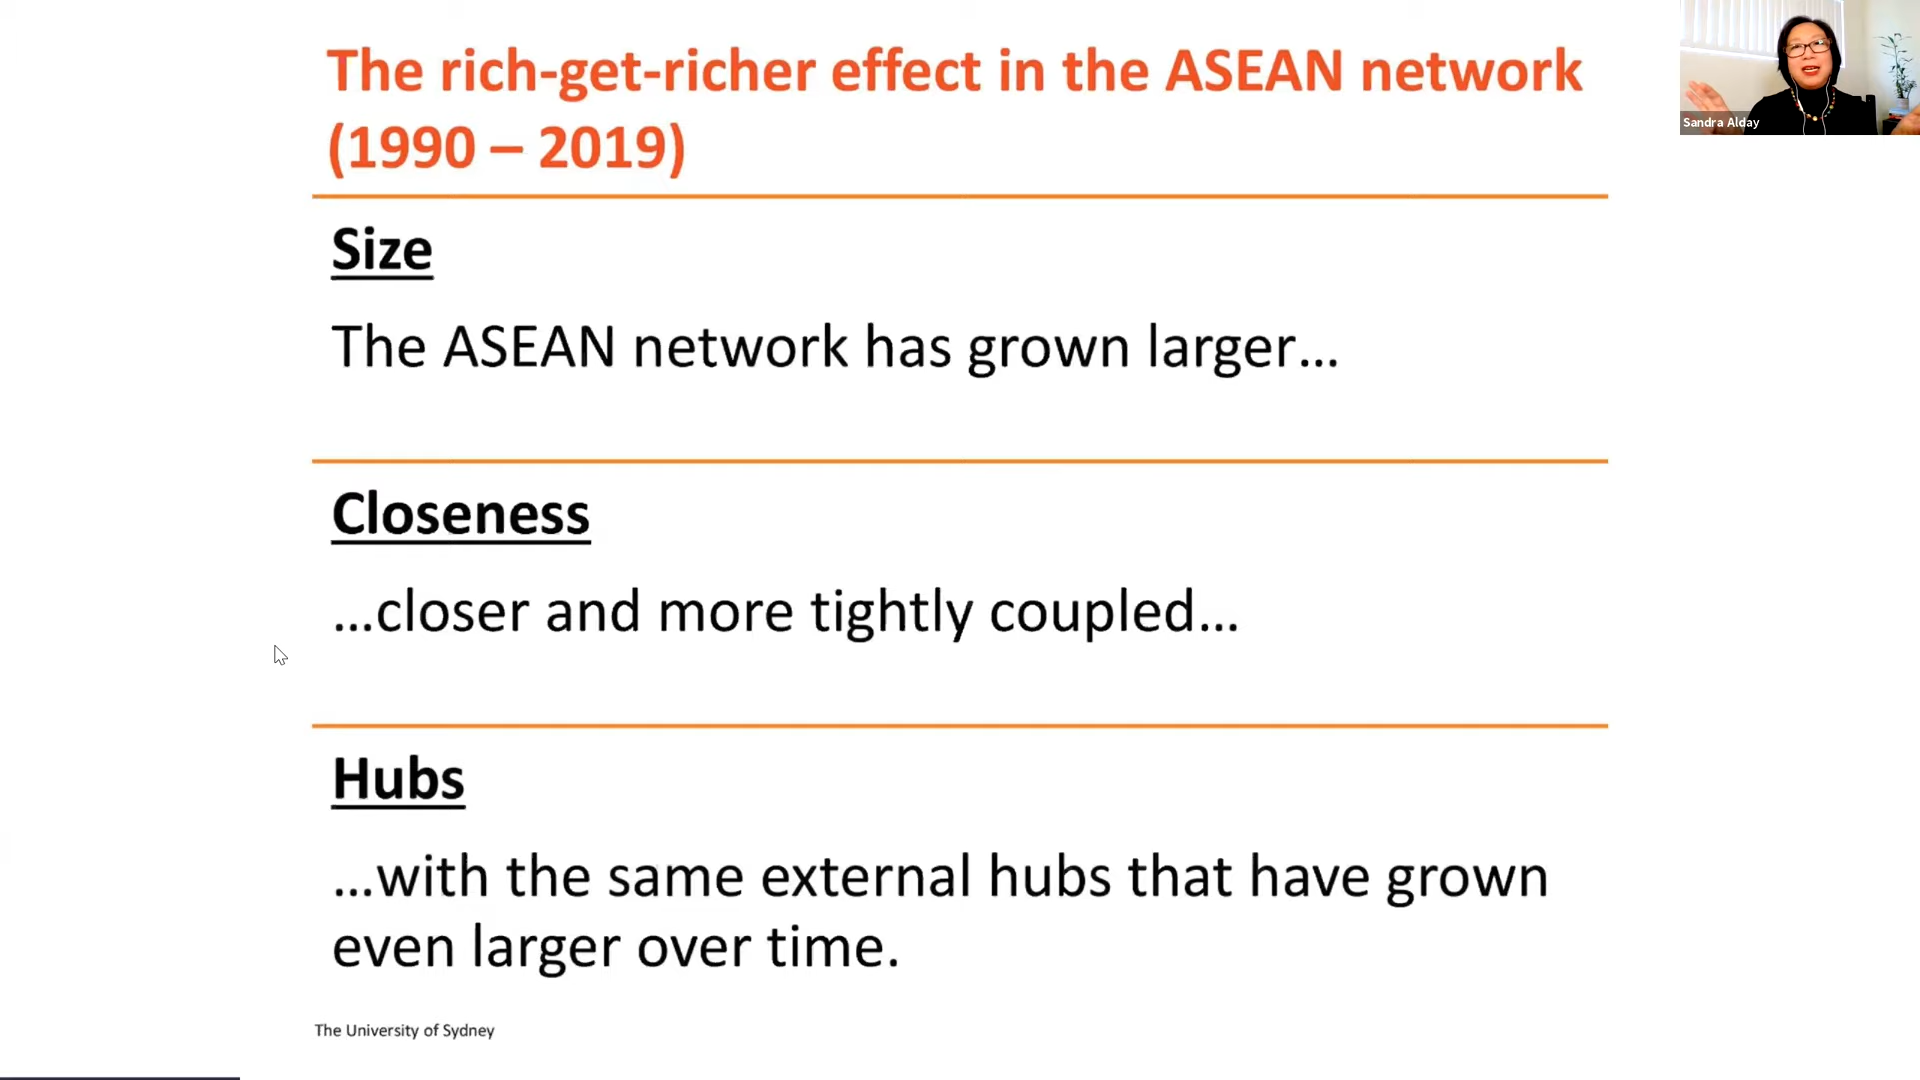 The rich-get-richer effect in the ASEAN network
(1990 – 2019)
Sandra Alday
Size
The ASEAN network has grown larger...
Closeness
...closer and more tightly coupled...
Hubs
...with the same external hubs that have grown
even larger over time.
The University of Sydney